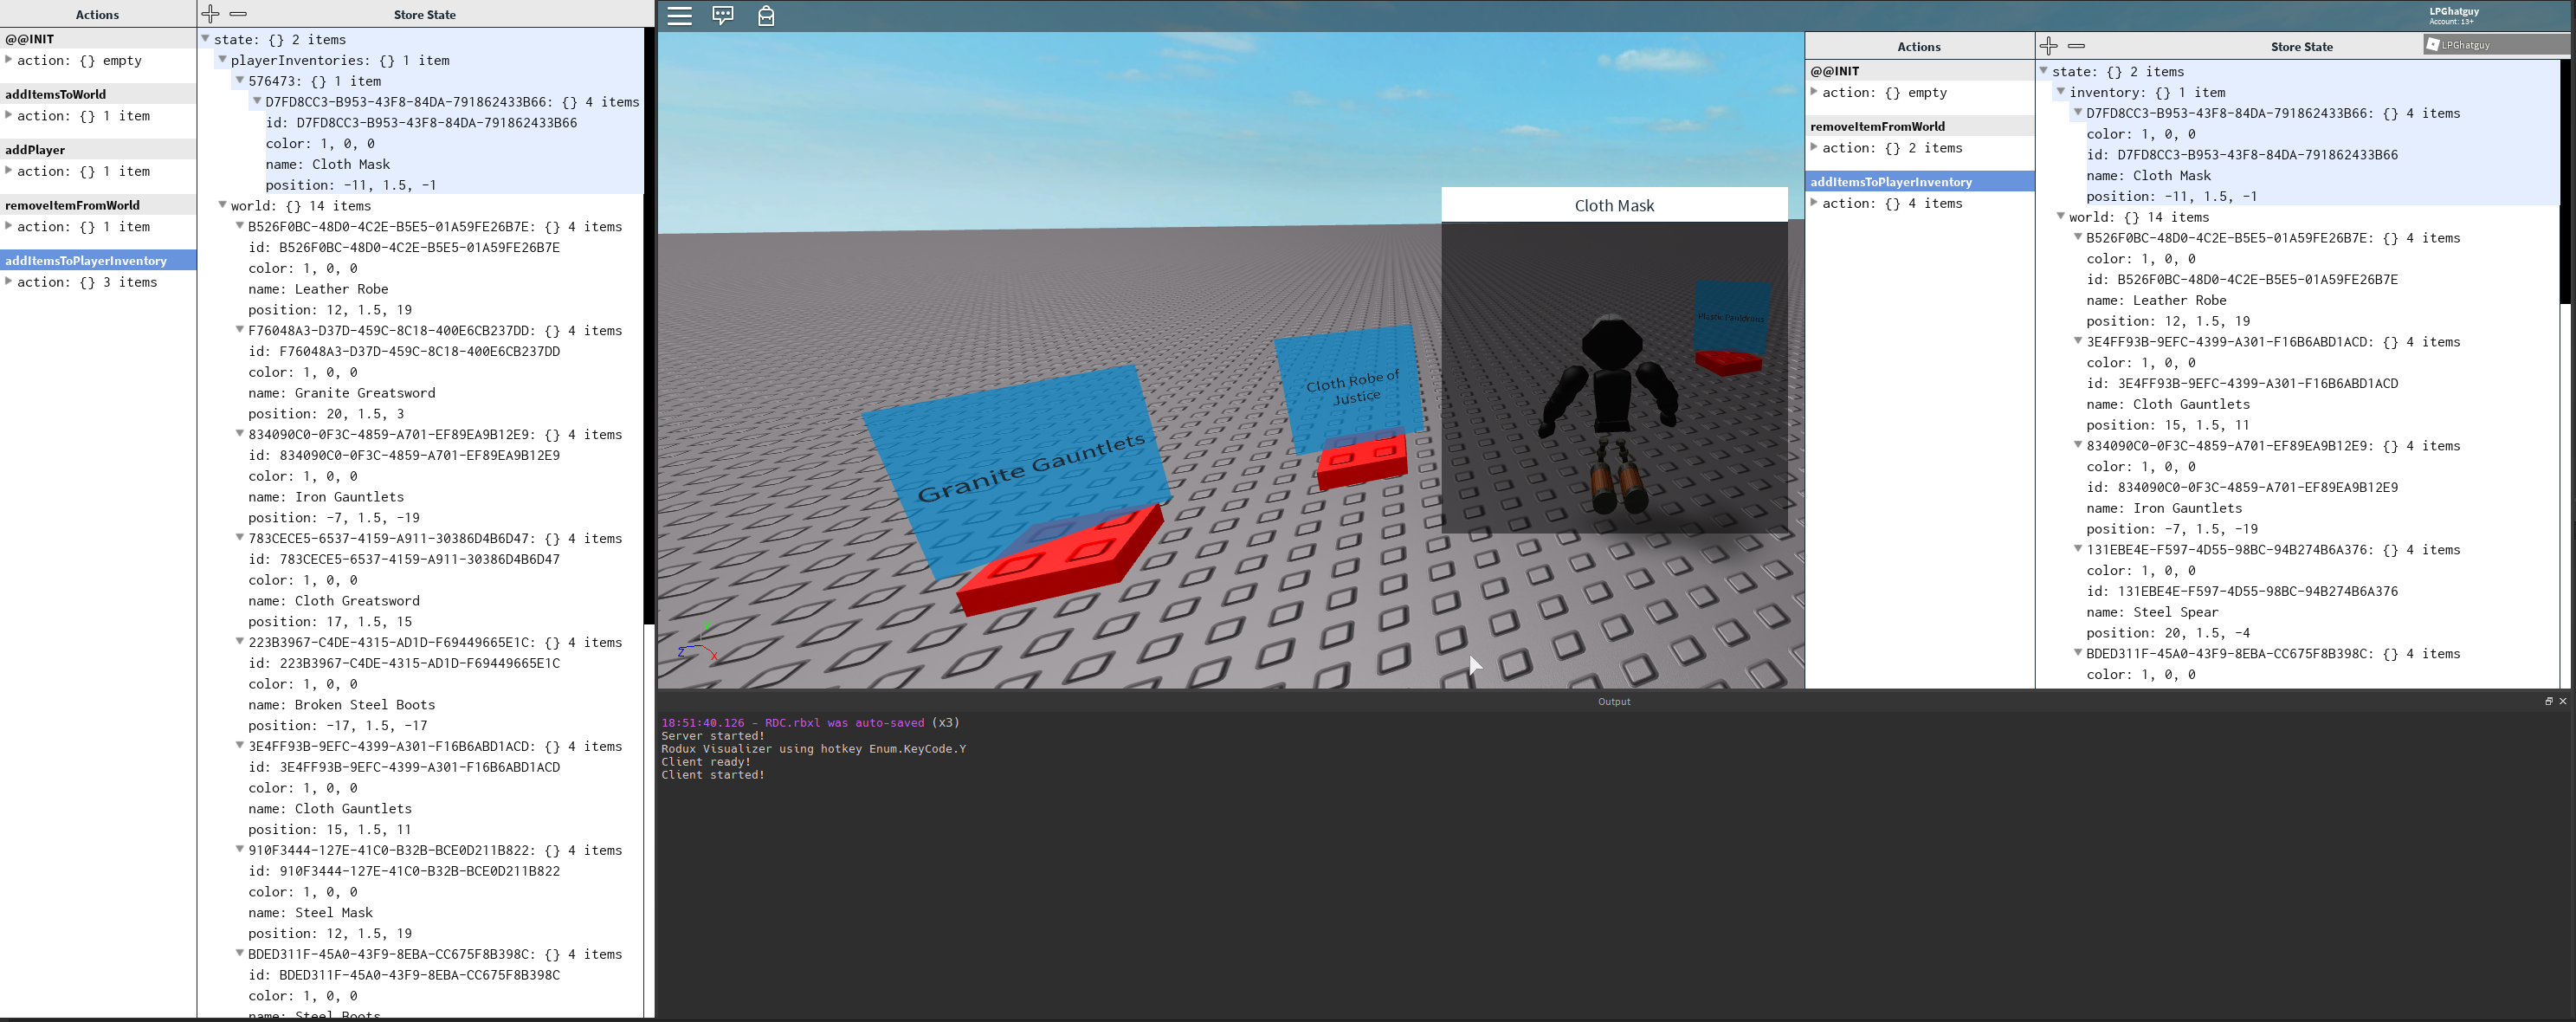 Actions
@@INIT
action: {} empty
addItemsToWorld
action: {} 1 item
addPlayer
action: {} 1 item
removeItemFromWorld
action: {} 1 item
addItemsToPlayerInventory
action: {} 3 items
Store State
state: {} 2 items
playerInventories: {} 1 item
576473: {} 1 item
D7FD8CC3-B953-43F8-84DA-791862433B66: {} 4 items
id: D7FD8CC3-B953-43F8-84DA-791862433B66
color: 1, 0, 0
name: Cloth Mask
position: -11, 1.5, -1
world: {} 14 items
B526F0BC-48D0-4C2E-B5E5-01A59FE26B7E: {} 4 items
id: B526F0BC-48D0-4C2E-B5E5-01A59FE26B7E
color: 1, 0, 0
name: Leather Robe
position: 12, 1.5, 19
F76048A3-D37D-459C-8C18-400E6CB237DD: {} 4 items
id: F76048A3-D37D-459C-8C18-400E6CB237DD
color: 1, 0, 0
name: Granite Greatsword
position: 20, 1.5, 3
834090C0-0F3C-4859-A701-EF89EA9B12E9: {} 4 items
id: 834090C0-0F3C-4859-A701-EF89EA9B12E9
color: 1, 0, 0
name: Iron Gauntlets
position: -7, 1.5, -19
783CECE5-6537-4159-A911-30386D4B6D47: {} 4 items
id: 783CECE5-6537-4159-A911-30386D4B6D47
color: 1, 0, 0
name: Cloth Greatsword
position: 17, 1.5, 15
223B3967-C4DE-4315-AD1D-F69449665E1C: {} 4 items
id: 223B3967-C4DE-4315-AD1D-F69449665E1C
color: 1, 0, 0
name: Broken Steel Boots
position: -17, 1.5, -17
3E4FF93B-9EFC-4399-A301-F16B6ABD1ACD: {} 4 items
id: 3E4FF93B-9EFC-4399-A301-F16B6ABD1ACD
color: 1, 0, 0
name: Cloth Gauntlets
position: 15, 1.5, 11
910F3444-127E-41C0-B32B-BCE0D211B822: {} 4 items
id: 910F3444-127E-41C0-B32B-BCE0D211B822
color: 1, 0, 0
name: Steel Mask
position: 12, 1.5, 19
BDED311F-45A0-43F9-8EBA-CC675F8B398C: {} 4 items
id: BDED311F-45A0-43F9-8EBA-CC675F8B398C
color: 1, 0, 0
name: Steel Boots
LPGhatguy
Account: 13+
LPGhatguy
Cloth Mask
Plastic Pauldrons
Cloth Robe of
Justice
Granite Gauntlets
Y
Z
X
Actions
@@INIT
action: {} empty
removeItemFromWorld
action: {} 2 items
addItemsToPlayerInventory
action: {} 4 items
Store State
state: {} 2 items
inventory: {} 1 item
D7FD8CC3-B953-43F8-84DA-791862433B66: {} 4 items
color: 1, 0, 0
id: D7FD8CC3-B953-43F8-84DA-791862433B66
name: Cloth Mask
position: -11, 1.5, -1
world: {} 14 items
B526F0BC-48D0-4C2E-B5E5-01A59FE26B7E: {} 4 items
color: 1, 0, 0
id: B526F0BC-48D0-4C2E-B5E5-01A59FE26B7E
name: Leather Robe
position: 12, 1.5, 19
3E4FF93B-9EFC-4399-A301-F16B6ABD1ACD: {} 4 items
color: 1, 0, 0
id: 3E4FF93B-9EFC-4399-A301-F16B6ABD1ACD
name: Cloth Gauntlets
position: 15, 1.5, 11
834090C0-0F3C-4859-A701-EF89EA9B12E9: {} 4 items
color: 1, 0, 0
id: 834090C0-0F3C-4859-A701-EF89EA9B12E9
name: Iron Gauntlets
position: -7, 1.5, -19
131EBE4E-F597-4D55-98BC-94B274B6A376: {} 4 items
color: 1, 0, 0
id: 131EBE4E-F597-4D55-98BC-94B274B6A376
name: Steel Spear
position: 20, 1.5, -4
BDED311F-45A0-43F9-8EBA-CC675F8B398C: {} 4 items
color: 1, 0, 0
Output
18:51:40.126 - RDC.rbxl was auto-saved (x3)
Server started!
Rodux Visualizer using hotkey Enum.KeyCode.Y
Client ready!
Client started!